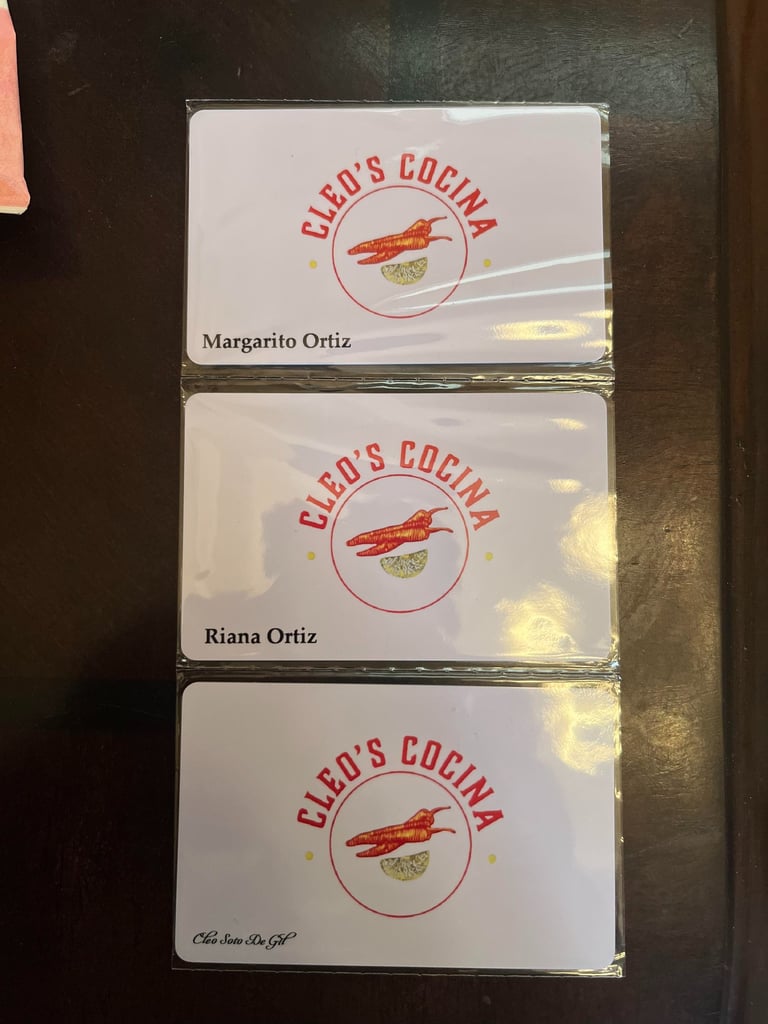 CLEO'S COCINA
Margarito Ortiz
CLEO'S COCINA
Riana Ortiz
CLEO'S COCINA
Cleo Soto De Gil